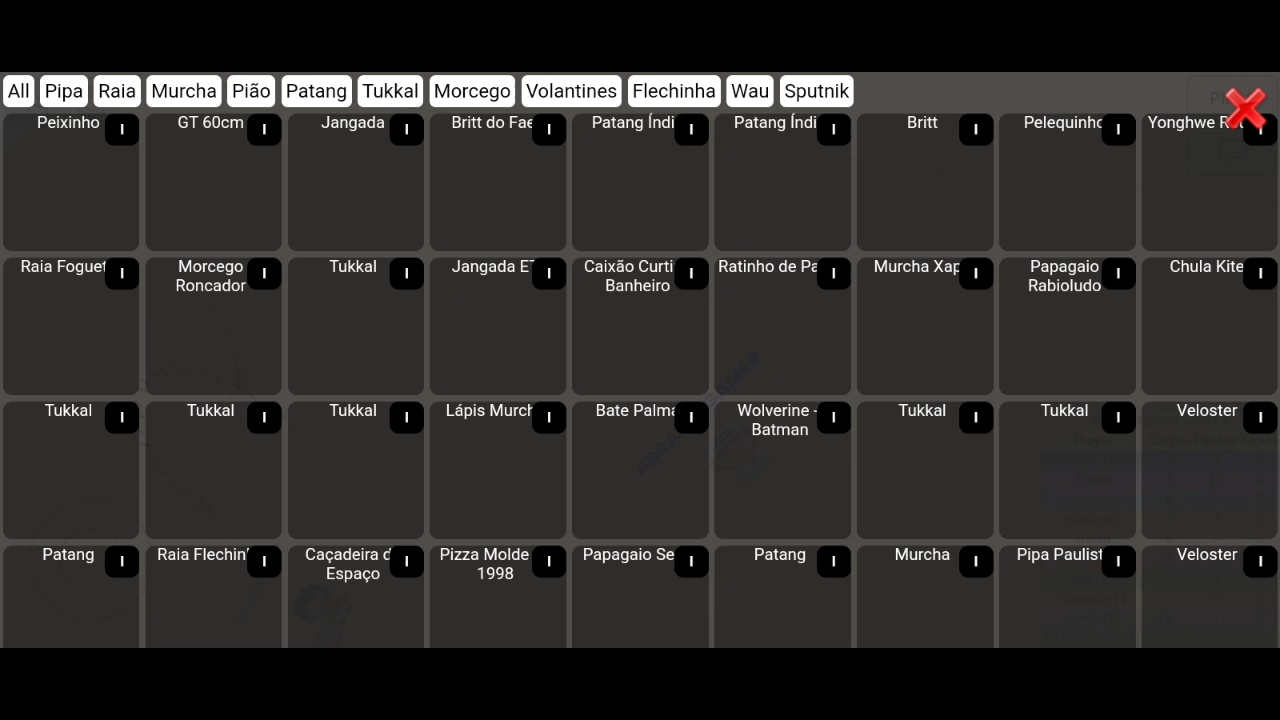 All Pipa Raia Murcha Pião Patang Tukkal Morcego Volantines Flechinha Wau Sputnik
Peixinho I GT 60cm I Jangada I Britt do Fae I Patang Índi I Patang Índi I Britt I Pelequinho I Yonghwe I
Raia Foguet I Morcego Roncador I Tukkal I Jangada ET I Caixão Curti Banheiro I Ratinho de Pa I Murcha Xap I Papagaio Rabioludo I Chula Kite I
Tukkal I Tukkal I Tukkal I Lápis Murch I Bate Palma I Wolverine - Batman I Tukkal I Tukkal I Veloster I
Patang I Raia Flechin I Caçadeira d Espaço I Pizza Molde 1998 I Papagaio Se I Patang I Murcha I Pipa Paulist I Veloster I